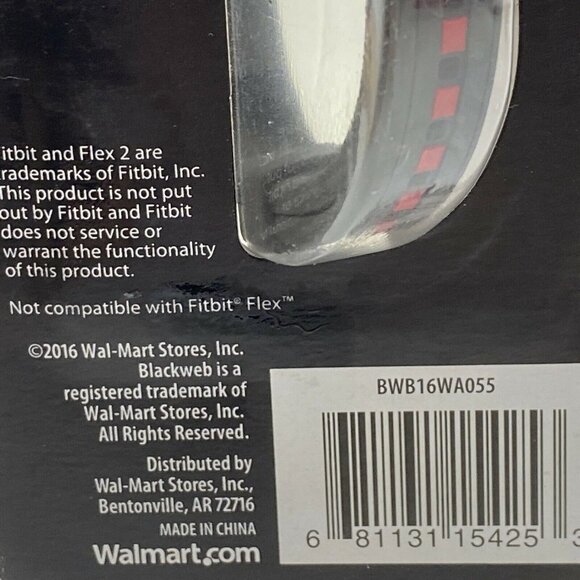 itbit and Flex 2 are
rademarks of Fitbit, Inc.
This product is not put
out by Fitbit and Fitbit
does not service or
warrant the functionality
of this product.
Not compatible with Fitbit® Flex™
©2016 Wal-Mart Stores, Inc.
Blackweb is a
registered trademark of
Wal-Mart Stores, Inc.
All Rights Reserved.
Distributed by
Wal-Mart Stores, Inc.,
Bentonville, AR 72716
MADE IN CHINA
Walmart.com
BWB16WA055
6 81131 15425 3